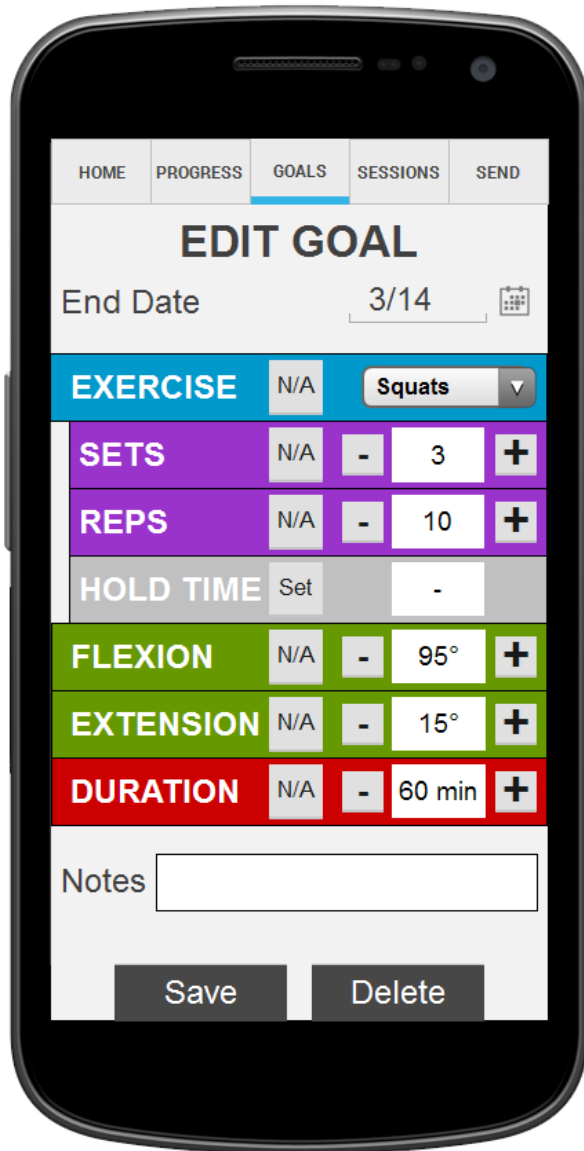 HOME PROGRESS GOALS SESSIONS SEND
EDIT GOAL
End Date 3/14
EXERCISE N/A Squats
SETS N/A - 3 +
REPS N/A - 10 +
HOLD TIME Set -
FLEXION N/A - 95° +
EXTENSION N/A - 15° +
DURATION N/A - 60 min +
Notes
Save Delete